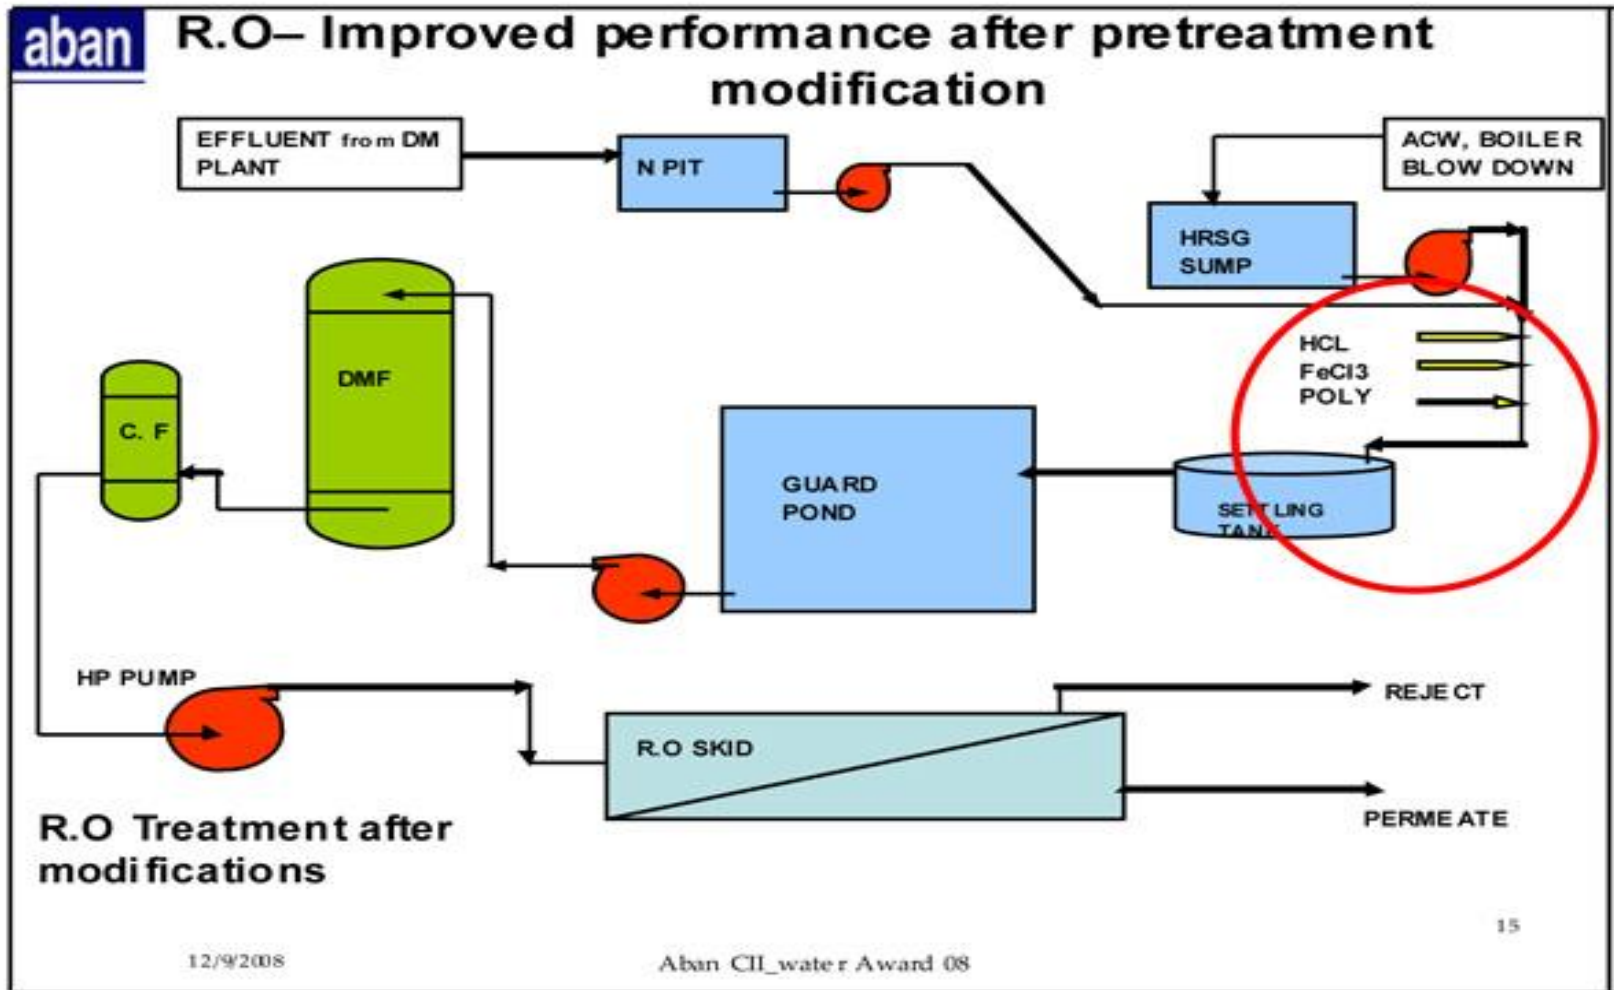 aban
R.O– Improved performance after pretreatment
modification
EFFLUENT from DM
PLANT
N PIT
ACW, BOILER
BLOW DOWN
HRSG
SUMP
HCL
FeCl3
POLY
DMF
C. F
GUARD
POND
SETTLING
TANK
HP PUMP
R.O SKID
REJECT
PERMEATE
R.O Treatment after
modifications
15
12/9/2008
Aban CII_water Award 08